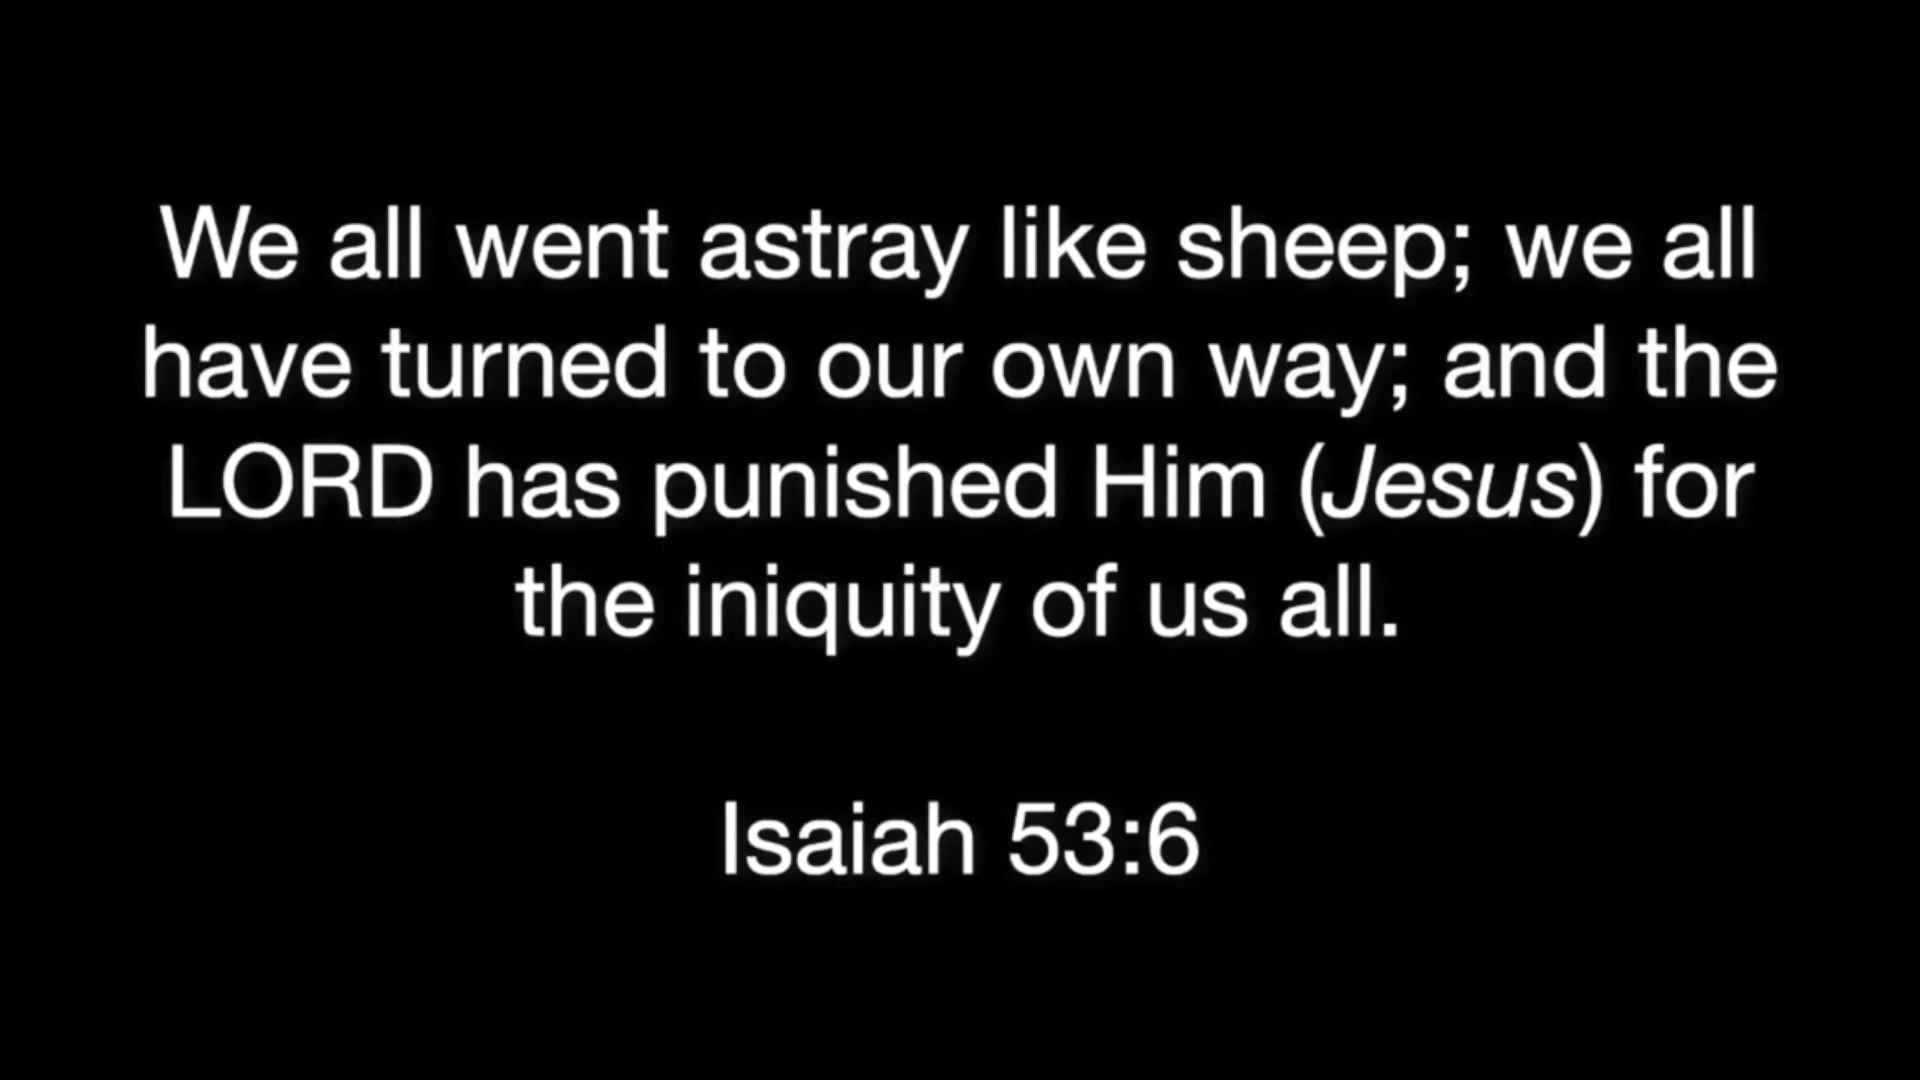 We all went astray like sheep; we all
have turned to our own way; and the
LORD has punished Him (Jesus) for
the iniquity of us all.
Isaiah 53:6